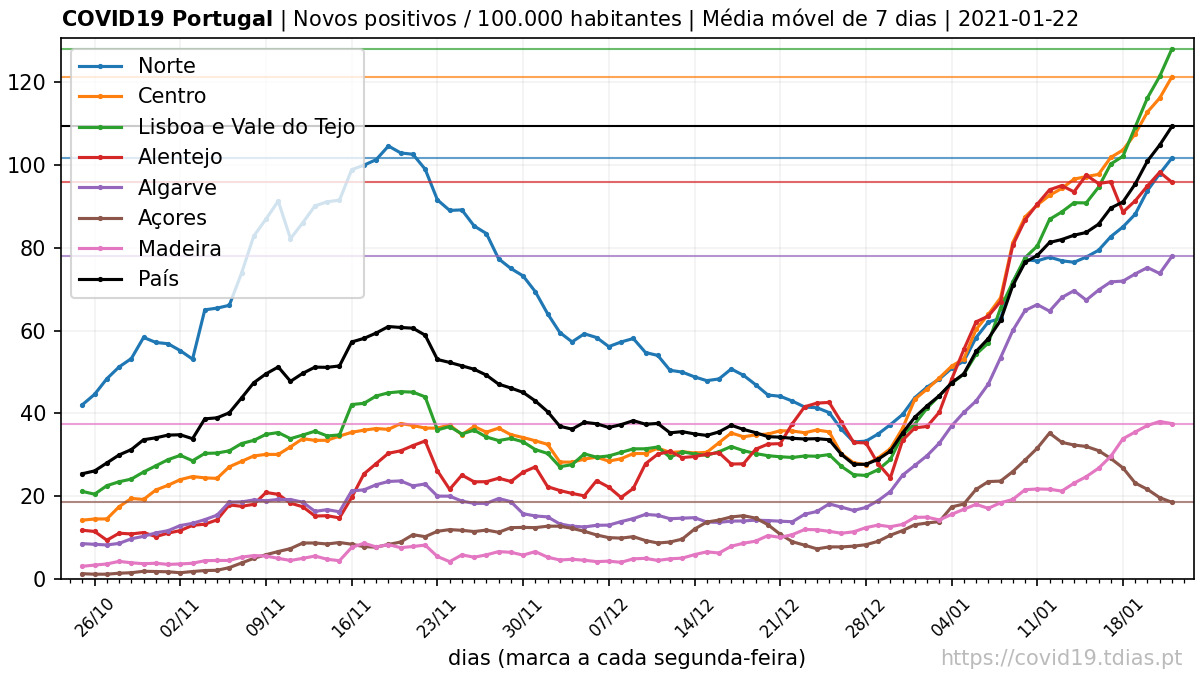 COVID19 Portugal | Novos positivos / 100.000 habitantes | Média móvel de 7 dias | 2021-01-22
120
100
80
60
40
20
0
Norte
Centro
Lisboa e Vale do Tejo
Alentejo
Algarve
Açores
Madeira
País
26/10
02/11
09/11
16/11
23/11
30/11
07/12
14/12
21/12
28/12
04/01
11/01
18/01
dias (marca a cada segunda-feira)
https://covid19.tdias.pt